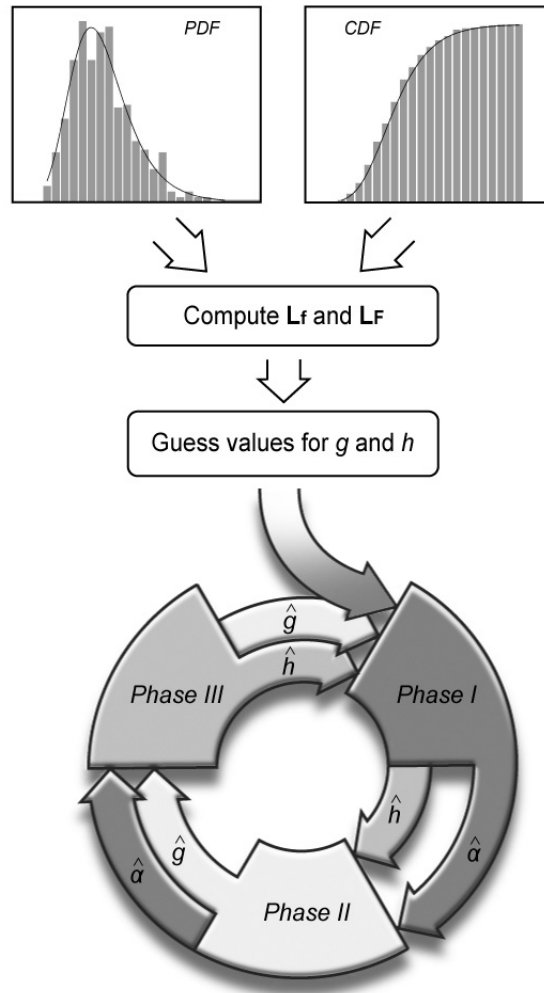 PDF
CDF
Compute Lf and LF
Guess values for g and h
ĝ
ĥ
Phase III
Phase I
ĥ
α̂
ĝ
α̂
Phase II